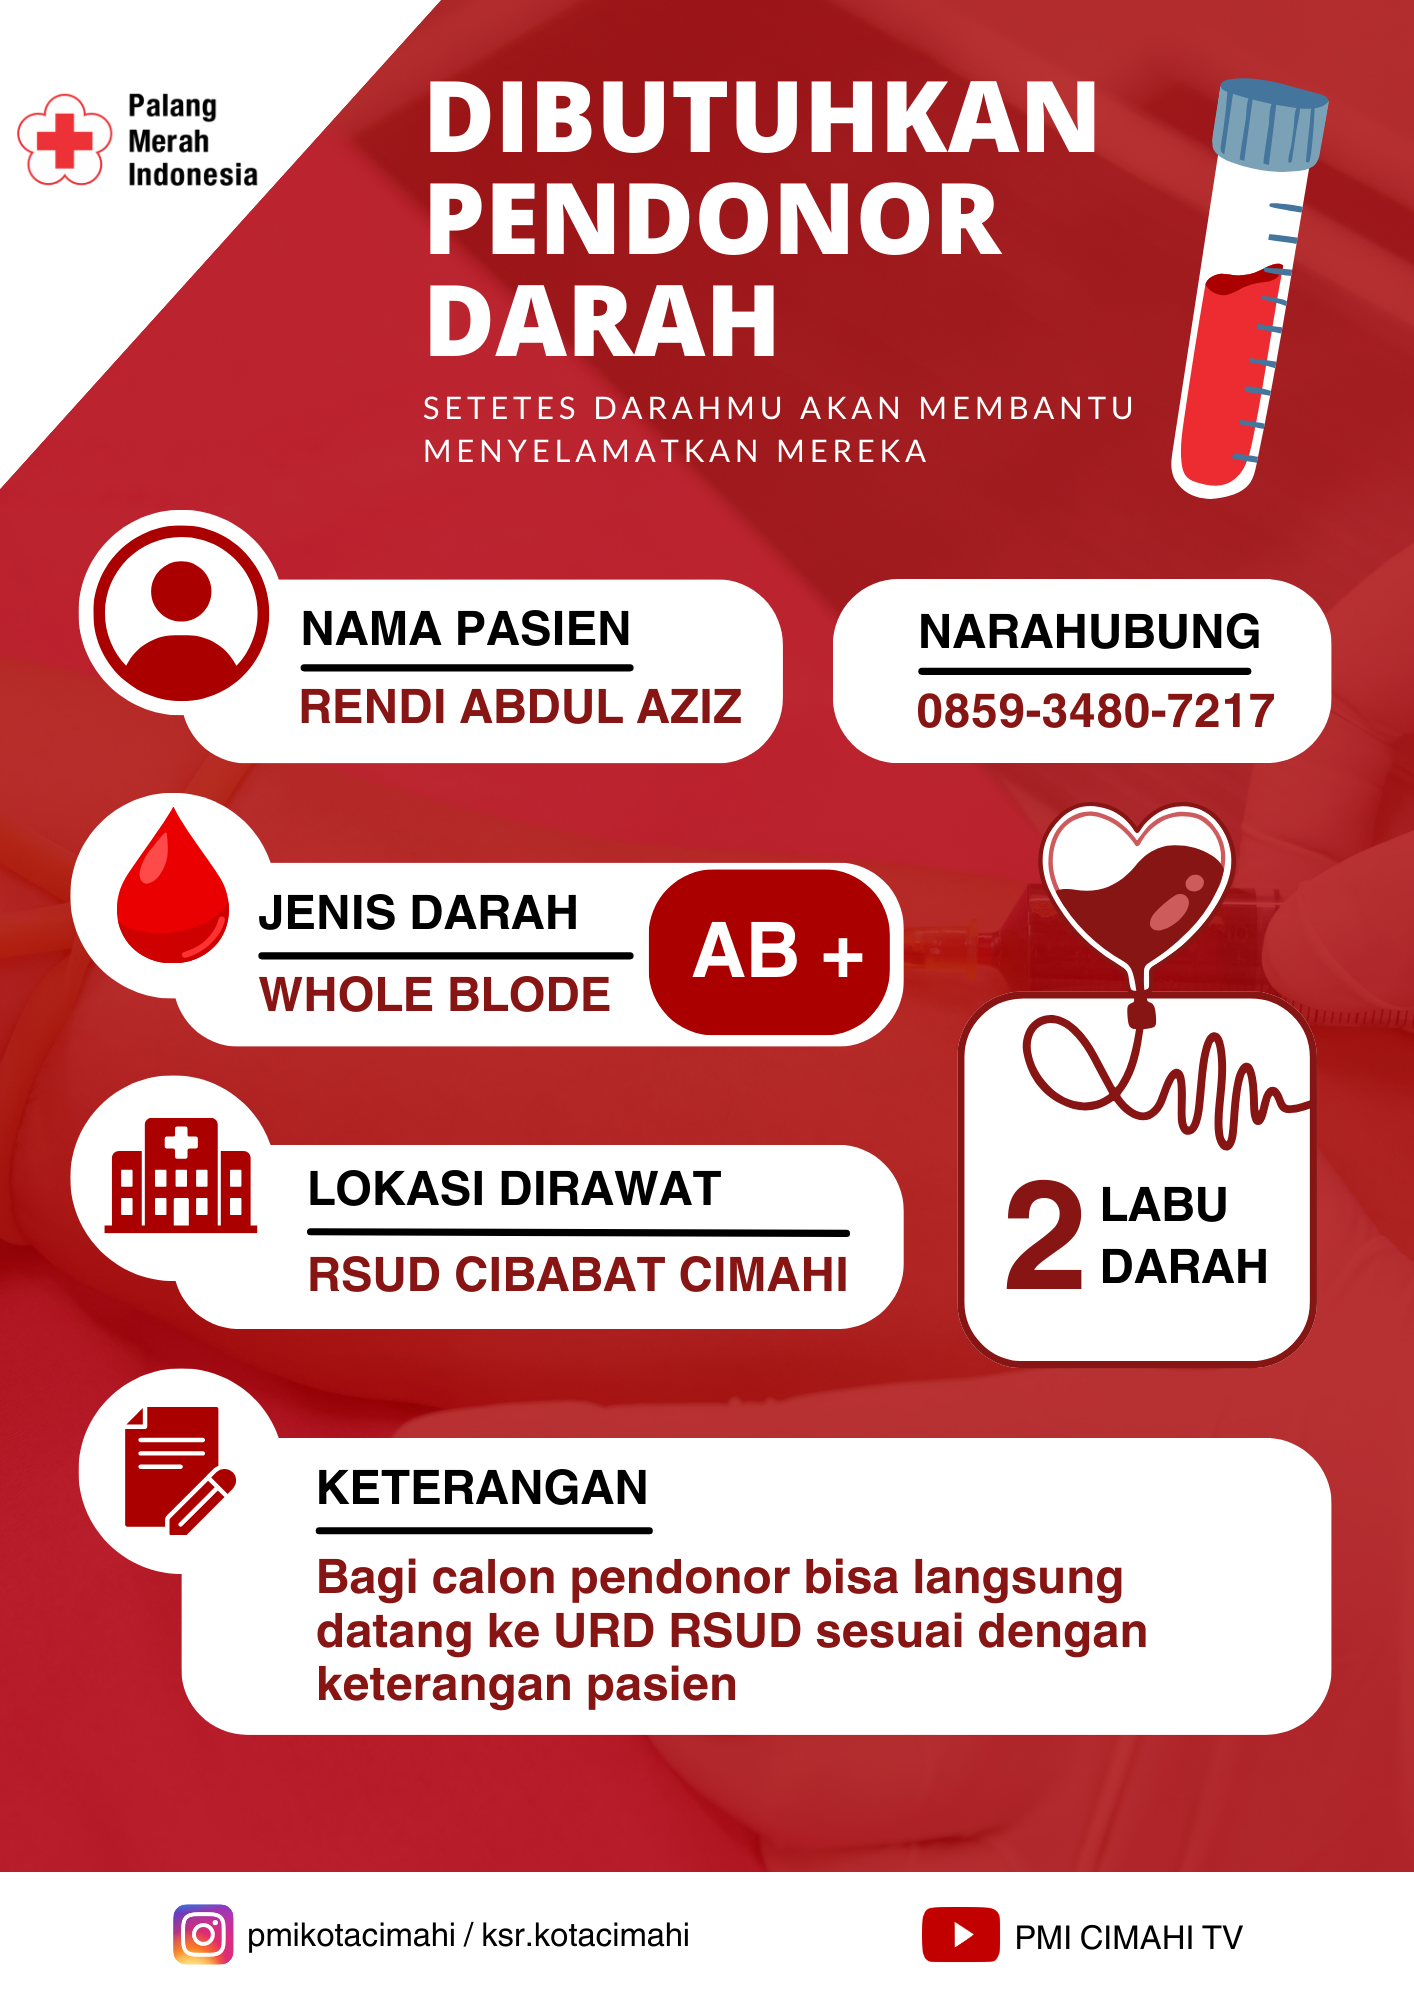 Palang
Merah
Indonesia
DIBUTUHKAN
PENDONOR
DARAH
SETETES DARAHMU AKAN MEMBANTU
MENYELAMATKAN MEREKA
NAMA PASIEN
RENDI ABDUL AZIZ
NARAHUBUNG
0859-3480-7217
JENIS DARAH
WHOLE BLODE
AB +
LOKASI DIRAWAT
RSUD CIBABAT CIMAHI
2 LABU
DARAH
KETERANGAN
Bagi calon pendonor bisa langsung
datang ke URD RSUD sesuai dengan
keterangan pasien
pmikotacimahi / ksr.kotacimahi
PMI CIMAHI TV